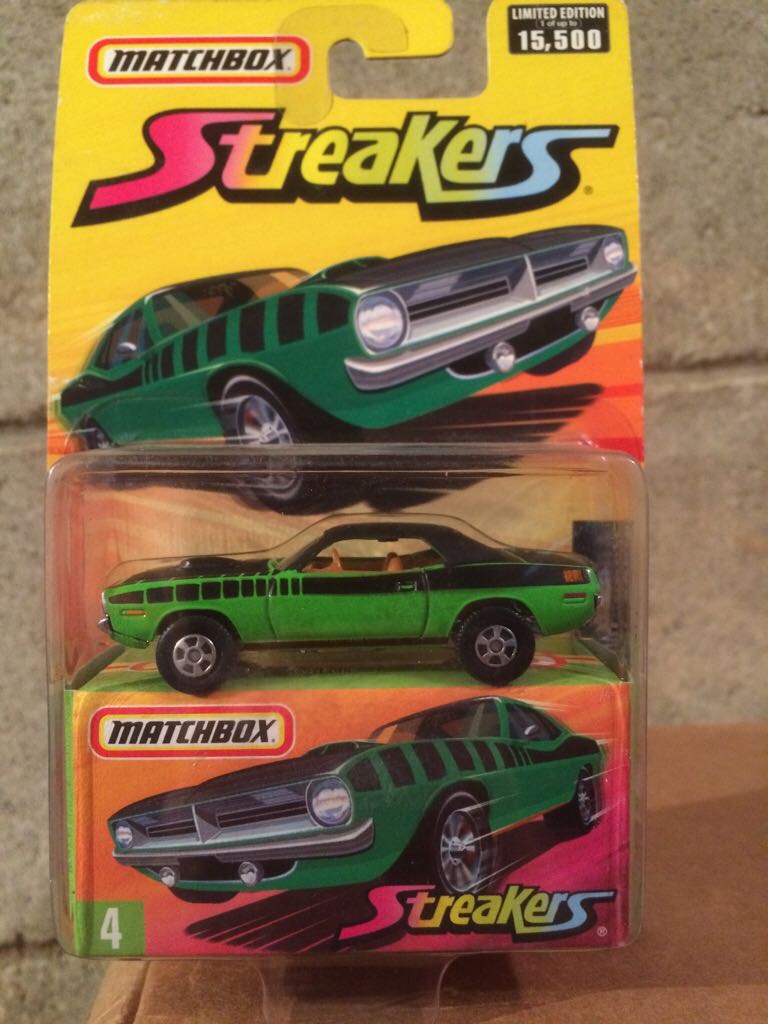 MATCHBOX
LIMITED EDITION
1 of up to
15,500
Streakers®
MATCHBOX
4
Streakers®